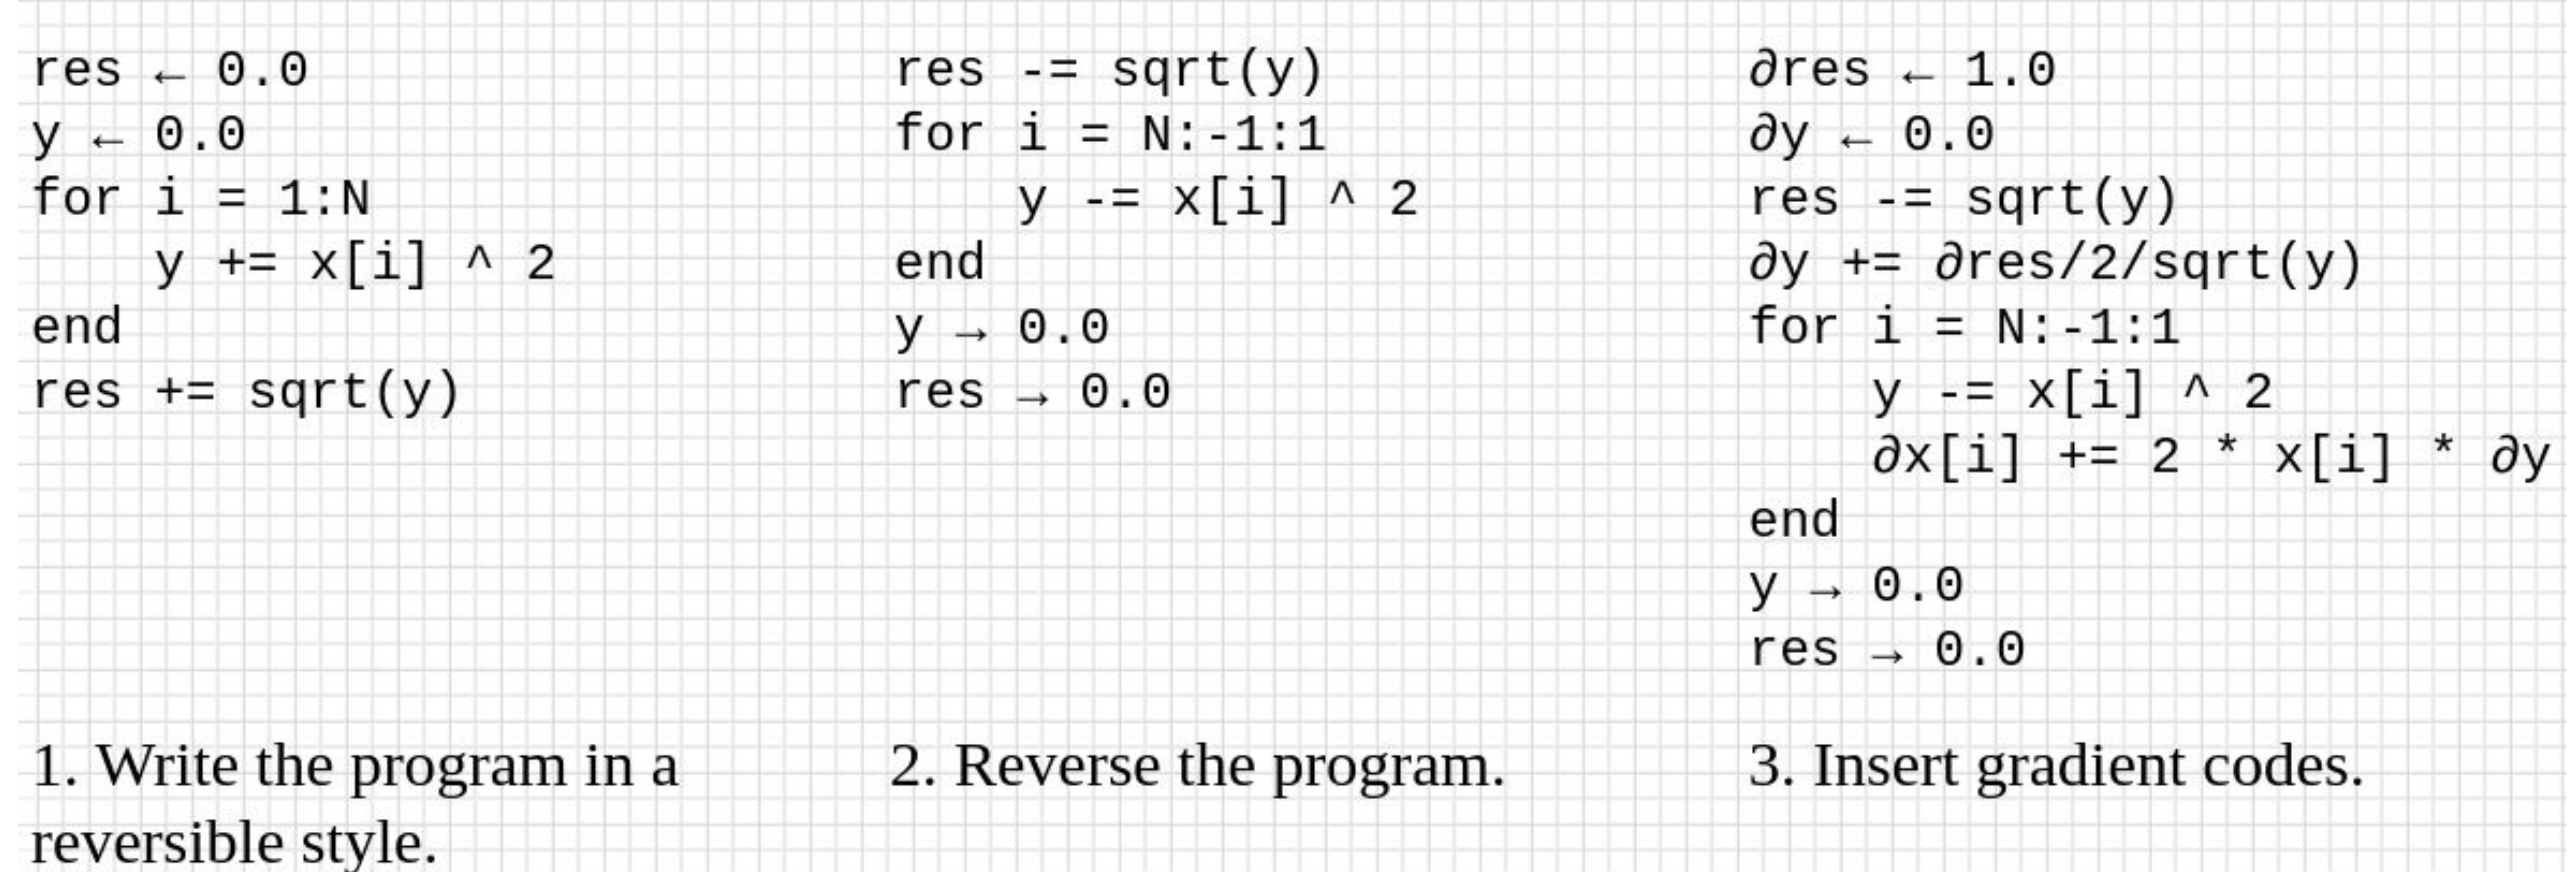 res ← 0.0
y ← 0.0
for i = 1:N
    y += x[i] ^ 2
end
res += sqrt(y)
1. Write the program in a
reversible style.
res -= sqrt(y)
for i = N:-1:1
    y -= x[i] ^ 2
end
y → 0.0
res → 0.0
2. Reverse the program.
∂res ← 1.0
∂y ← 0.0
res -= sqrt(y)
∂y += ∂res/2/sqrt(y)
for i = N:-1:1
    y -= x[i] ^ 2
    ∂x[i] += 2 * x[i] * ∂y
end
y → 0.0
res → 0.0
3. Insert gradient codes.